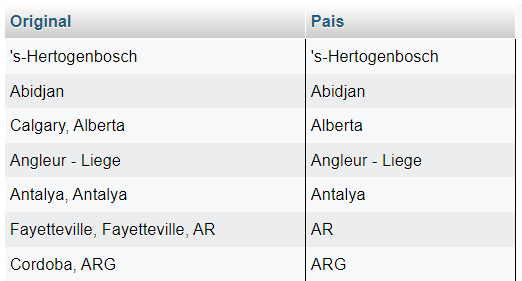 Original Pais
's-Hertogenbosch 's-Hertogenbosch
Abidjan Abidjan
Calgary, Alberta Alberta
Angleur - Liege Angleur - Liege
Antalya, Antalya Antalya
Fayetteville, Fayetteville, AR AR
Cordoba, ARG ARG